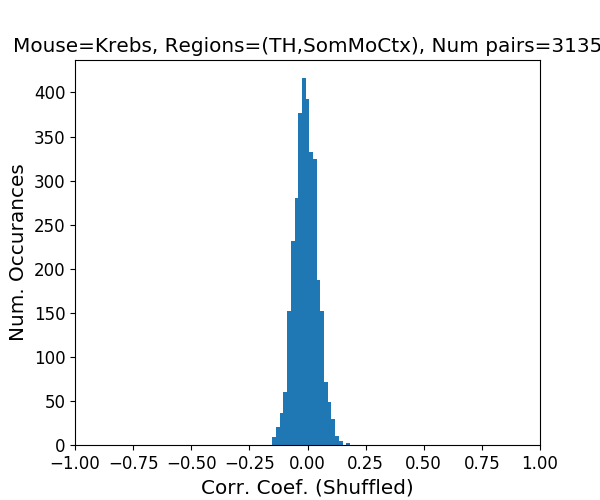 Mouse=Krebs, Regions=(TH,SomMoCtx), Num pairs=3135
400
350
300
250
200
150
100
50
0
Num. Occurances
−1.00 −0.75 −0.50 −0.25 0.00 0.25 0.50 0.75 1.00
Corr. Coef. (Shuffled)